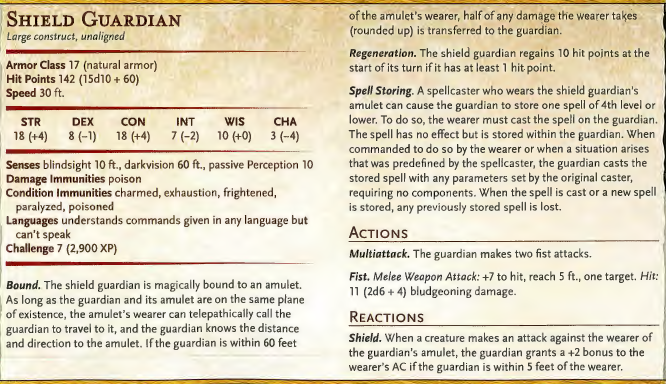 SHIELD GUARDIAN
Large construct, unaligned
Armor Class 17 (natural armor)
Hit Points 142 (15d10 + 60)
Speed 30 ft.
STR DEX CON INT WIS CHA
18 (+4) 8 (−1) 18 (+4) 7 (−2) 10 (+0) 3 (−4)
Senses blindsight 10 ft., darkvision 60 ft., passive Perception 10
Damage Immunities poison
Condition Immunities charmed, exhaustion, frightened,
paralyzed, poisoned
Languages understands commands given in any language but
can't speak
Challenge 7 (2,900 XP)
Bound. The shield guardian is magically bound to an amulet.
As long as the guardian and its amulet are on the same plane
of existence, the amulet's wearer can telepathically call the
guardian to travel to it, and the guardian knows the distance
and direction to the amulet. If the guardian is within 60 feet
of the amulet's wearer, half of any damage the wearer takes
(rounded up) is transferred to the guardian.
Regeneration. The shield guardian regains 10 hit points at the
start of its turn if it has at least 1 hit point.
Spell Storing. A spellcaster who wears the shield guardian's
amulet can cause the guardian to store one spell of 4th level or
lower. To do so, the wearer must cast the spell on the guardian.
The spell has no effect but is stored within the guardian. When
commanded to do so by the wearer or when a situation arises
that was predefined by the spellcaster, the guardian casts the
stored spell with any parameters set by the original caster,
requiring no components. When the spell is cast or a new spell
is stored, any previously stored spell is lost.
ACTIONS
Multiattack. The guardian makes two fist attacks.
Fist. Melee Weapon Attack: +7 to hit, reach 5 ft., one target. Hit:
11 (2d6 + 4) bludgeoning damage.
REACTIONS
Shield. When a creature makes an attack against the wearer of
the guardian's amulet, the guardian grants a +2 bonus to the
wearer's AC if the guardian is within 5 feet of the wearer.